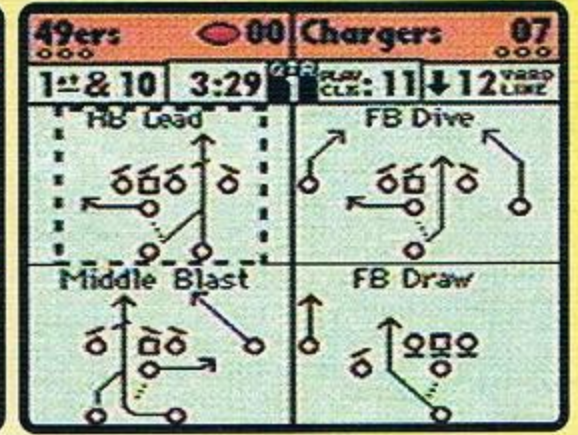 49ers 00 Chargers 07
1st & 10 3:29 QTR 1 PLAY CLK: 11 12 YARD LINE
HB Lead FB Dive
Middle Blast FB Draw